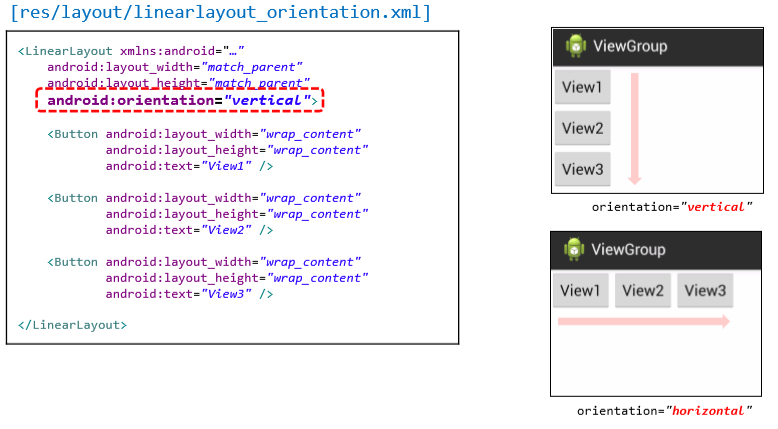 [res/layout/linearlayout_orientation.xml]
<LinearLayout xmlns:android="…"
android:layout_width="match_parent"
android:layout_height="match_parent"
android:orientation="vertical">
<Button android:layout_width="wrap_content"
android:layout_height="wrap_content"
android:text="View1" />
<Button android:layout_width="wrap_content"
android:layout_height="wrap_content"
android:text="View2" />
<Button android:layout_width="wrap_content"
android:layout_height="wrap_content"
android:text="View3" />
</LinearLayout>
ViewGroup
View1
View2
View3
orientation="vertical"
ViewGroup
View1 View2 View3
orientation="horizontal"